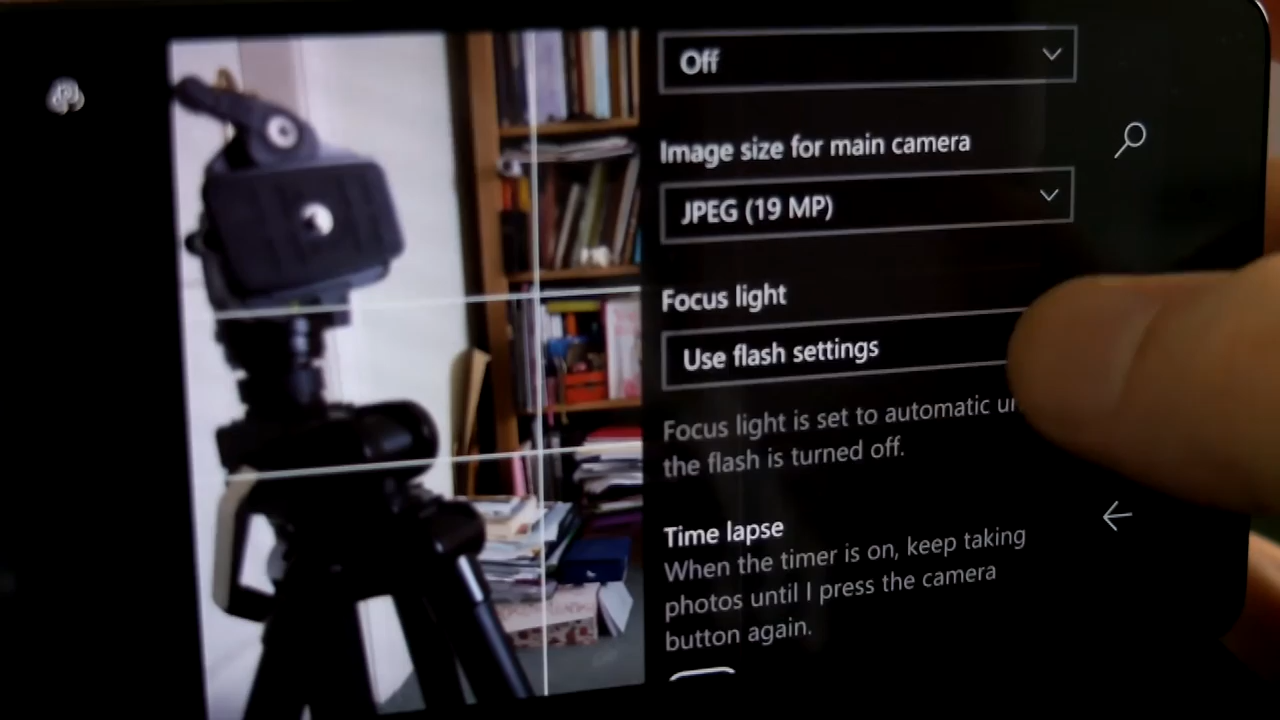 Off
Image size for main camera
JPEG (19 MP)
Focus light
Use flash settings
Focus light is set to automatic
the flash is turned off.
Time lapse
When the timer is on, keep taking
photos until I press the camera
button again.